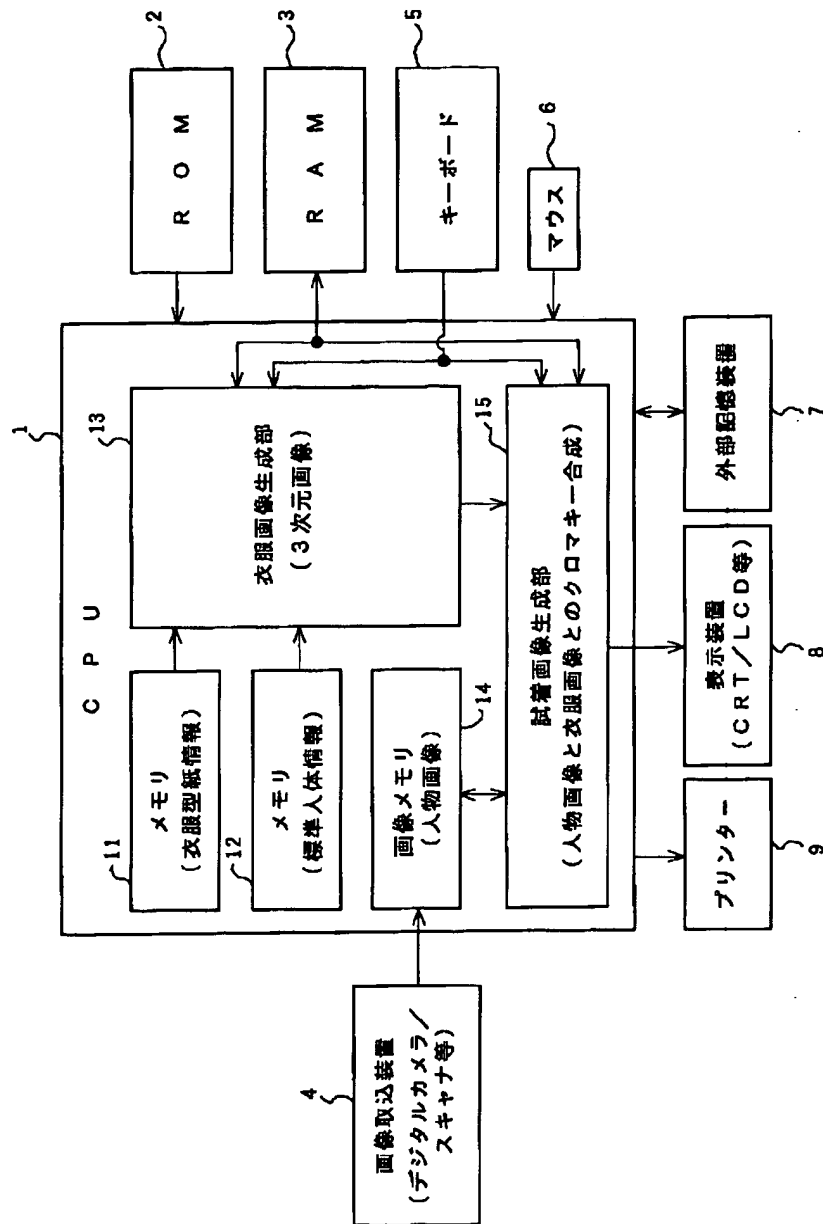 1
CPU
11
メモリ
(衣服型紙情報)
12
メモリ
(標準人体情報)
13
衣服画像生成部
(3次元画像)
14
画像メモリ
(人物画像)
15
試着画像生成部
(人物画像と衣服画像とのクロマキー合成)
4
画像取込装置
(デジタルカメラ/
スキャナ等)
2
ROM
3
RAM
5
キーボード
6
マウス
9
プリンター
8
表示装置
(CRT/LCD等)
7
外部記憶装置